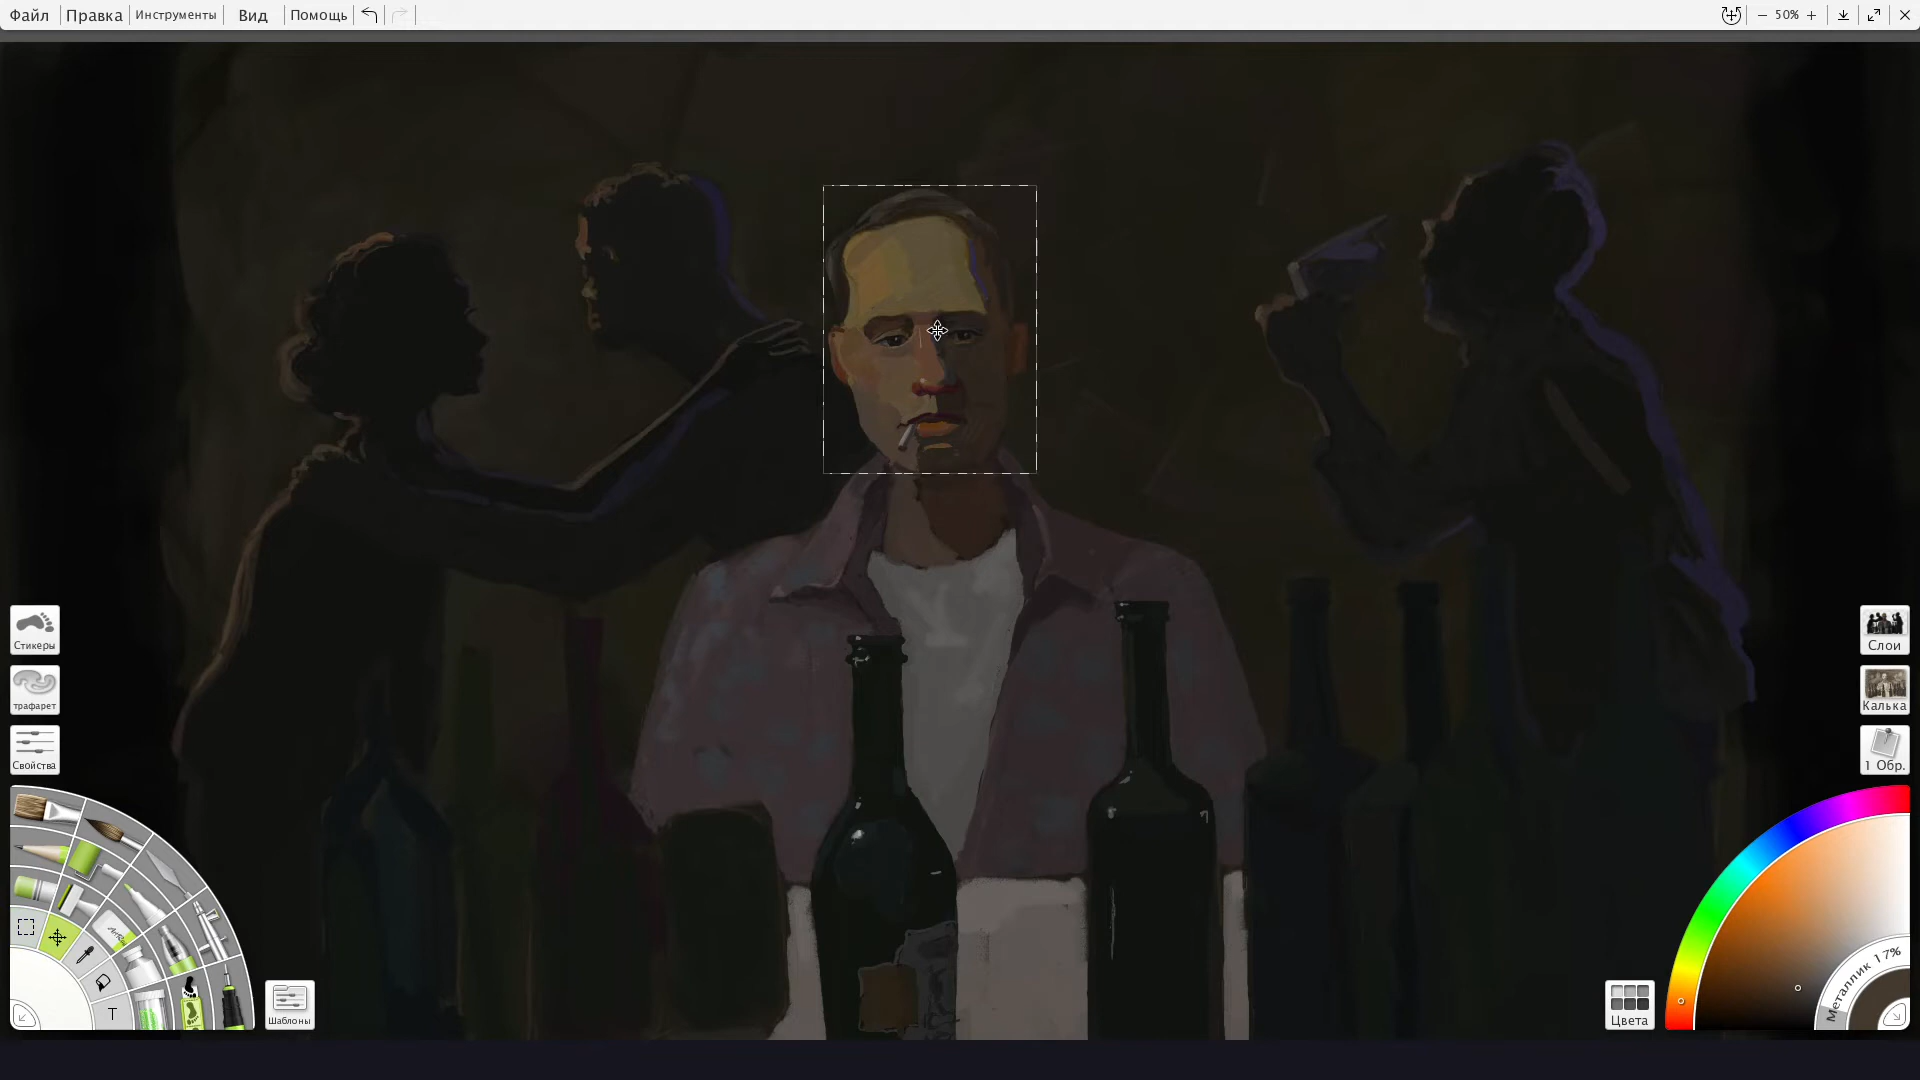 Файл Правка Инструменты Вид Помощь 50%
Стикеры
трафарет
Свойства
Шаблоны
T
Слои
Калька
1 Обр.
Металлик 17%
Цвета